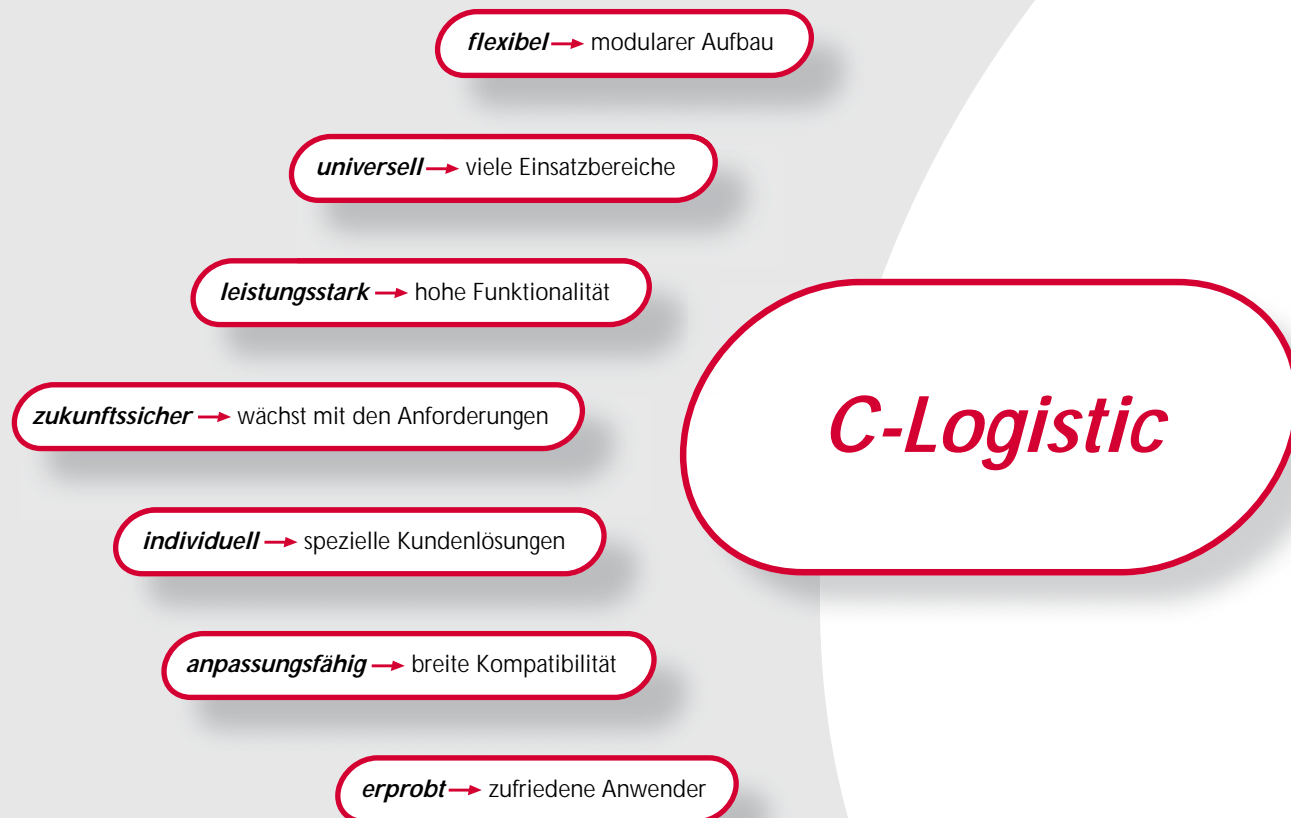 flexibel → modularer Aufbau
universell → viele Einsatzbereiche
leistungsstark → hohe Funktionalität
zukunftssicher → wächst mit den Anforderungen
C-Logistic
individuell → spezielle Kundenlösungen
anpassungsfähig → breite Kompatibilität
erprobt → zufriedene Anwender